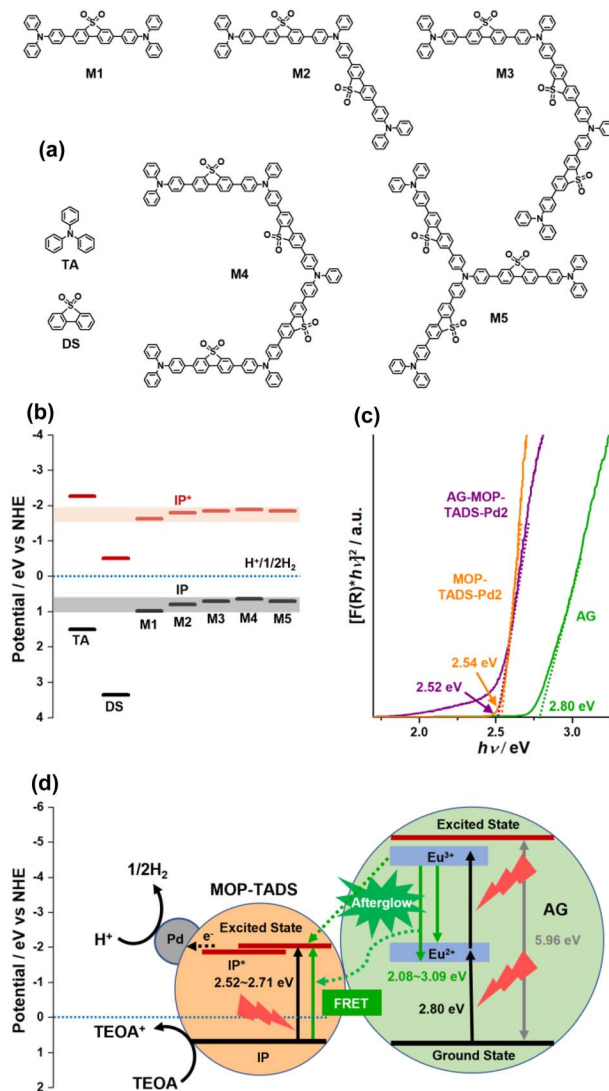 M1
M2
M3
(a)
TA
DS
M4
M5
(b)
Potential / eV vs NHE
-4
-3
-2
-1
0
1
2
3
4
IP*
H⁺/1/2H₂
IP
TA
DS
M1
M2
M3
M4
M5
(c)
[F(R)*hν]² / a.u.
AG-MOP-
TADS-Pd2
MOP-
TADS-Pd2
AG
2.54 eV
2.52 eV
2.80 eV
2.0
2.5
3.0
hν / eV
(d)
Potential / eV vs NHE
-6
-5
-4
-3
-2
-1
0
1
2
1/2H₂
H⁺
Pd
e⁻
MOP-TADS
Excited State
IP*
2.52~2.71 eV
IP
TEOA⁺
TEOA
FRET
Afterglow
Excited State
Eu³⁺
AG
5.96 eV
Eu²⁺
2.08~3.09 eV
2.80 eV
Ground State